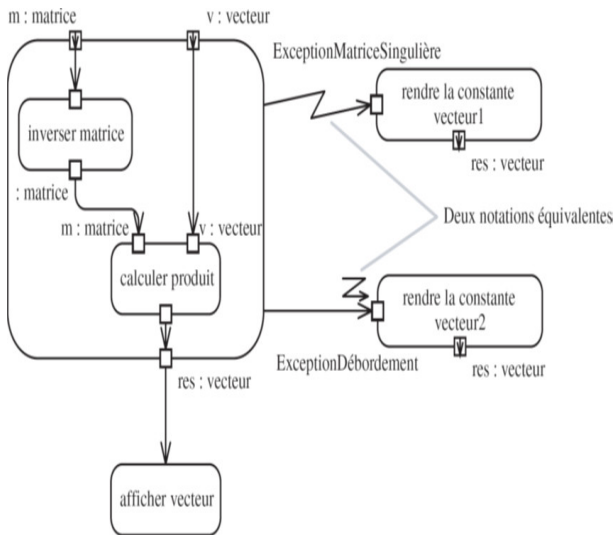 m : matrice
v : vecteur
ExceptionMatriceSingulière
rendre la constante
vecteur1
inverser matrice
res : vecteur
: matrice
m : matrice
v : vecteur
Deux notations équivalentes
calculer produit
rendre la constante
vecteur2
ExceptionDébordement
res : vecteur
res : vecteur
afficher vecteur